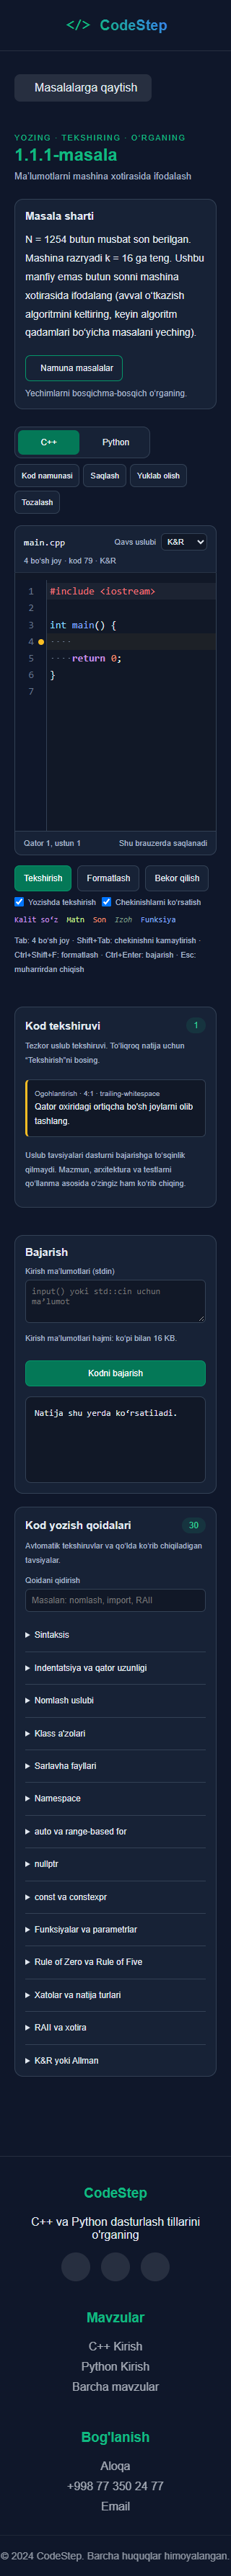 </> CodeStep
Masalalarga qaytish
YOZING · TEKSHIRING · O‘RGANING
1.1.1-masala
Ma'lumotlarni mashina xotirasida ifodalash
Masala sharti
N = 1254 butun musbat son berilgan.
Mashina razryadi k = 16 ga teng. Ushbu
manfiy emas butun sonni mashina
xotirasida ifodalang (avval o‘tkazish
algoritmini keltiring, keyin algoritm
qadamlari bo‘yicha masalani yeching).
Namuna masalalar
Yechimlarni bosqichma-bosqich o‘rganing.
C++ Python
Kod namunasi Saqlash Yuklab olish
Tozalash
main.cpp Qavs uslubi K&R
4 bo‘sh joy · kod 79 · K&R
1 #include <iostream>
2
3 int main() {
4 ····
5 ····return 0;
6 }
7
Qator 1, ustun 1 Shu brauzerda saqlanadi
Tekshirish Formatlash Bekor qilish
Yozishda tekshirish Chekinishlarni ko‘rsatish
Kalit so‘z Matn Son Izoh Funksiya
Tab: 4 bo‘sh joy · Shift+Tab: chekinishni kamaytirish ·
Ctrl+Shift+F: formatlash · Ctrl+Enter: bajarish · Esc:
muharrirdan chiqish
Kod tekshiruvi 1
Tezkor uslub tekshiruvi. To‘liqroq natija uchun
"Tekshirish"ni bosing.
Ogohlantirish · 4:1 · trailing-whitespace
Qator oxiridagi ortiqcha bo'sh joylarni olib
tashlang.
Uslub tavsiyalari dasturni bajarishga to‘sqinlik
qilmaydi. Mazmun, arxitektura va testlarni
qo‘llanma asosida o‘zingiz ham ko‘rib chiqing.
Bajarish
Kirish ma’lumotlari (stdin)
input() yoki std::cin uchun
ma’lumot
Kirish ma’lumotlari hajmi: ko‘pi bilan 16 KB.
Kodni bajarish
Natija shu yerda ko‘rsatiladi.
Kod yozish qoidalari 30
Avtomatik tekshiruvlar va qo‘lda ko‘rib chiqiladigan
tavsiyalar.
Qoidani qidirish
Masalan: nomlash, import, RAII
Sintaksis
Indentatsiya va qator uzunligi
Nomlash uslubi
Klass a'zolari
Sarlavha fayllari
Namespace
auto va range-based for
nullptr
const va constexpr
Funksiyalar va parametrlar
Rule of Zero va Rule of Five
Xatolar va natija turlari
RAII va xotira
K&R yoki Allman
CodeStep
C++ va Python dasturlash tillarini
o'rganing
Mavzular
C++ Kirish
Python Kirish
Barcha mavzular
Bog'lanish
Aloqa
+998 77 350 24 77
Email
© 2024 CodeStep. Barcha huquqlar himoyalangan.